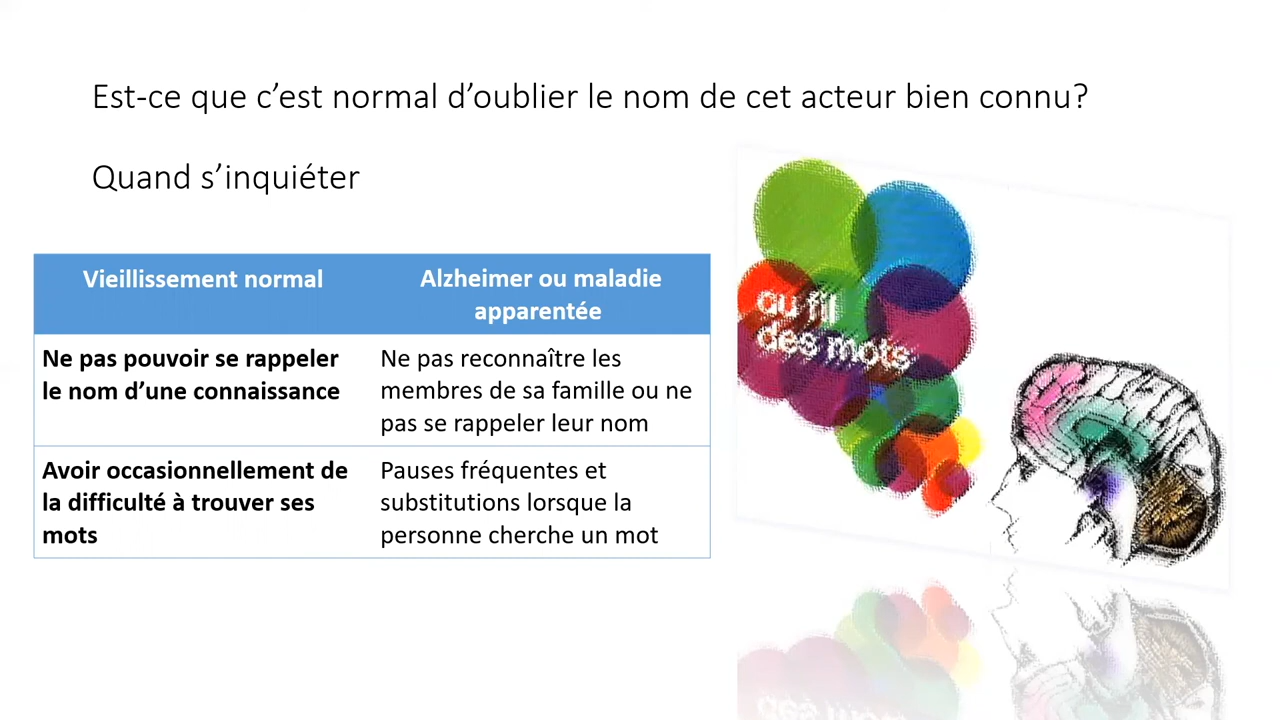 Est-ce que c’est normal d’oublier le nom de cet acteur bien connu?
Quand s’inquiéter
Vieillissement normal
Alzheimer ou maladie
apparentée
Ne pas pouvoir se rappeler
le nom d’une connaissance
Ne pas reconnaître les
membres de sa famille ou ne
pas se rappeler leur nom
Avoir occasionnellement de
la difficulté à trouver ses
mots
Pauses fréquentes et
substitutions lorsque la
personne cherche un mot
au fil
des mots